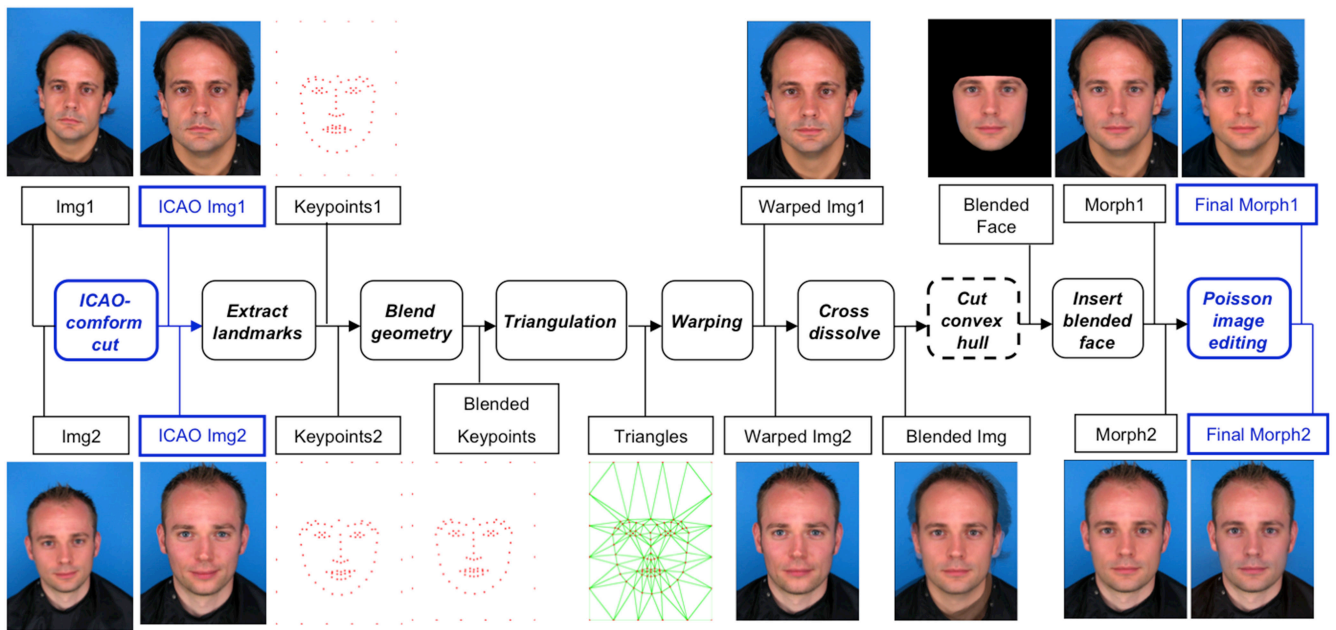 Img1
ICAO Img1
Keypoints1
Warped Img1
Blended
Face
Morph1
Final Morph1
ICAO-
comform
cut
Extract
landmarks
Blend
geometry
Triangulation
Warping
Cross
dissolve
Cut
convex
hull
Insert
blended
face
Poisson
image
editing
Img2
ICAO Img2
Keypoints2
Blended
Keypoints
Triangles
Warped Img2
Blended Img
Morph2
Final Morph2